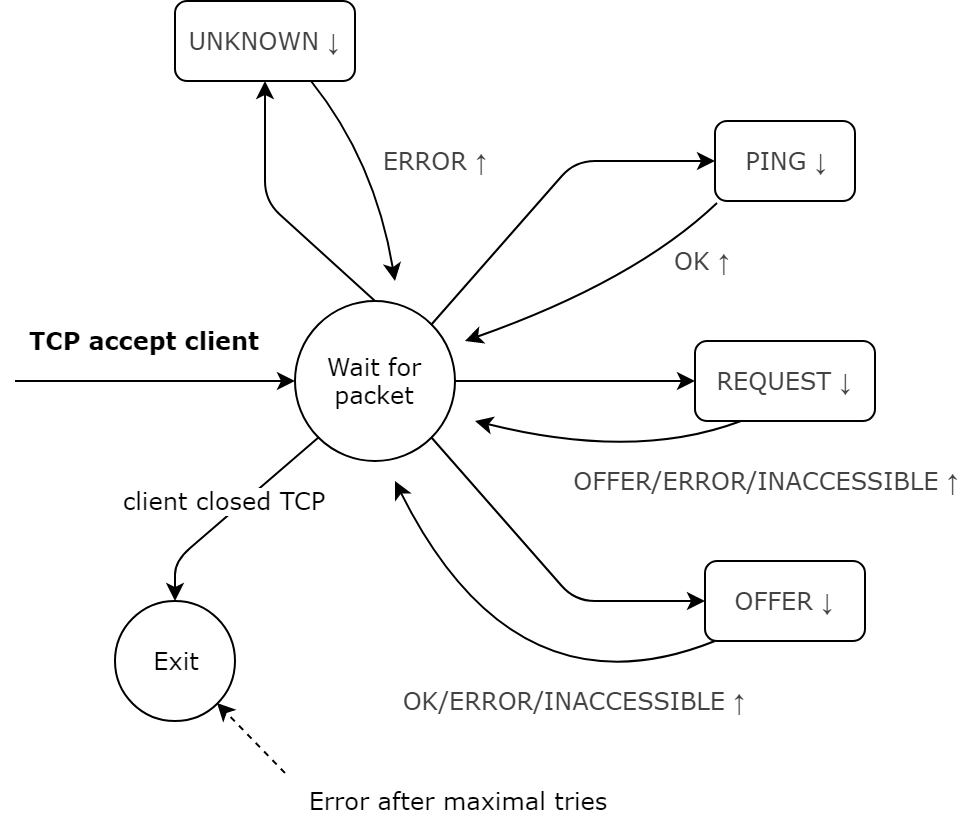 UNKNOWN ↓
ERROR ↑
PING ↓
OK ↑
TCP accept client
Wait for
packet
REQUEST ↓
OFFER/ERROR/INACCESSIBLE ↑
client closed TCP
OFFER ↓
Exit
OK/ERROR/INACCESSIBLE ↑
Error after maximal tries